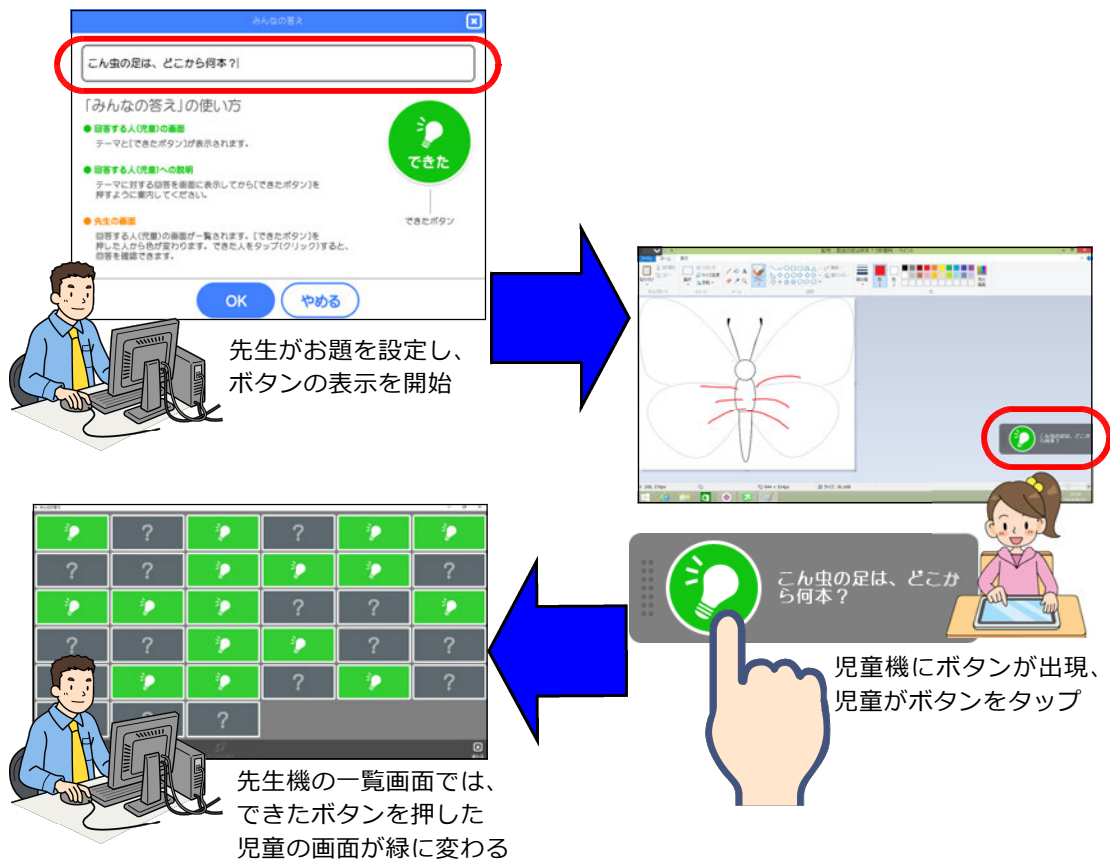 みんなの答え
こん虫の足は、どこから何本？
「みんなの答え」の使い方
● 回答する人(児童)の画面
テーマと[できたボタン]が表示されます。
● 回答する人(児童)への説明
テーマに対する回答を画面に表示してから[できたボタン]を
押すように案内してください。
● 先生の画面
回答する人(児童)の画面が一覧されます。[できたボタン]を
押した人から色が変わります。できた人をタップ(クリック)すると、
回答を確認できます。
できた
できたボタン
OK
やめる
先生がお題を設定し、
ボタンの表示を開始
こん虫の足は、どこか
ら何本？
こん虫の足は、どこか
ら何本？
児童機にボタンが出現、
児童がボタンをタップ
? ?
? ? ?
? ?
? ? ?
? ?
? ?
先生機の一覧画面では、
できたボタンを押した
児童の画面が緑に変わる